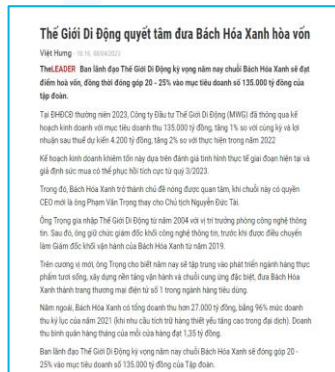 Thế Giới Di Động quyết tâm đưa Bách Hóa Xanh hòa vốn
Việt Hưng - 18:16, 08/04/2023
TheLEADER Ban lãnh đạo Thế Giới Di Động kỳ vọng năm nay chuỗi Bách Hóa Xanh sẽ đạt
điểm hoà vốn, đồng thời đóng góp 20 - 25% vào mục tiêu doanh số 135.000 tỷ đồng của
tập đoàn.
Tại ĐHĐCĐ thường niên 2023, Công ty Đầu tư Thế Giới Di Động (MWG) đã thông qua kế
hoạch kinh doanh với mục tiêu doanh thu 135.000 tỷ đồng, tăng 1% so với cùng kỳ và lợi
nhuận sau thuế dự kiến 4.200 tỷ đồng, tăng 2% so với thực hiện trong năm 2022
Kế hoạch kinh doanh khiêm tốn này dựa trên đánh giá tình hình thực tế giai đoạn hiện tại và
giả định sức mua có thể phục hồi tích cực từ quý 3/2023.
Trong đó, Bách Hóa Xanh trở thành chủ đề nóng được quan tâm, khi chuỗi này có quyền
CEO mới là ông Phạm Văn Trọng thay cho Chủ tịch Nguyễn Đức Tài.
Ông Trọng gia nhập Thế Giới Di Động từ năm 2004 với vị trí trưởng phòng công nghệ thông
tin. Sau đó, ông giữ chức giám đốc khối công nghệ thông tin, trước khi được điều chuyển
làm Giám đốc khối vận hành của Bách Hóa Xanh từ năm 2019.
Trên cương vị mới, ông Trọng cho biết năm nay sẽ tập trung vào phát triển ngành hàng thực
phẩm tươi sống, xây dựng nền tảng vận hành và chuỗi cung ứng đặc biệt, đưa Bách Hóa
Xanh thành trang thương mại điện tử số 1 trong ngành hàng tiêu dùng.
Năm ngoái, Bách Hóa Xanh có tổng doanh thu hơn 27.000 tỷ đồng, bằng 96% mức doanh
thu kỷ lục của năm 2021 (khi nhu cầu tích trữ hàng thiết yếu tăng cao trong đại dịch). Doanh
thu bình quân hàng tháng của mỗi cửa hàng đạt 1,35 tỷ đồng.
Ban lãnh đạo Thế Giới Di Động kỳ vọng năm nay chuỗi Bách Hóa Xanh sẽ đóng góp 20 -
25% vào mục tiêu doanh số 135.000 tỷ đồng của Tập đoàn.